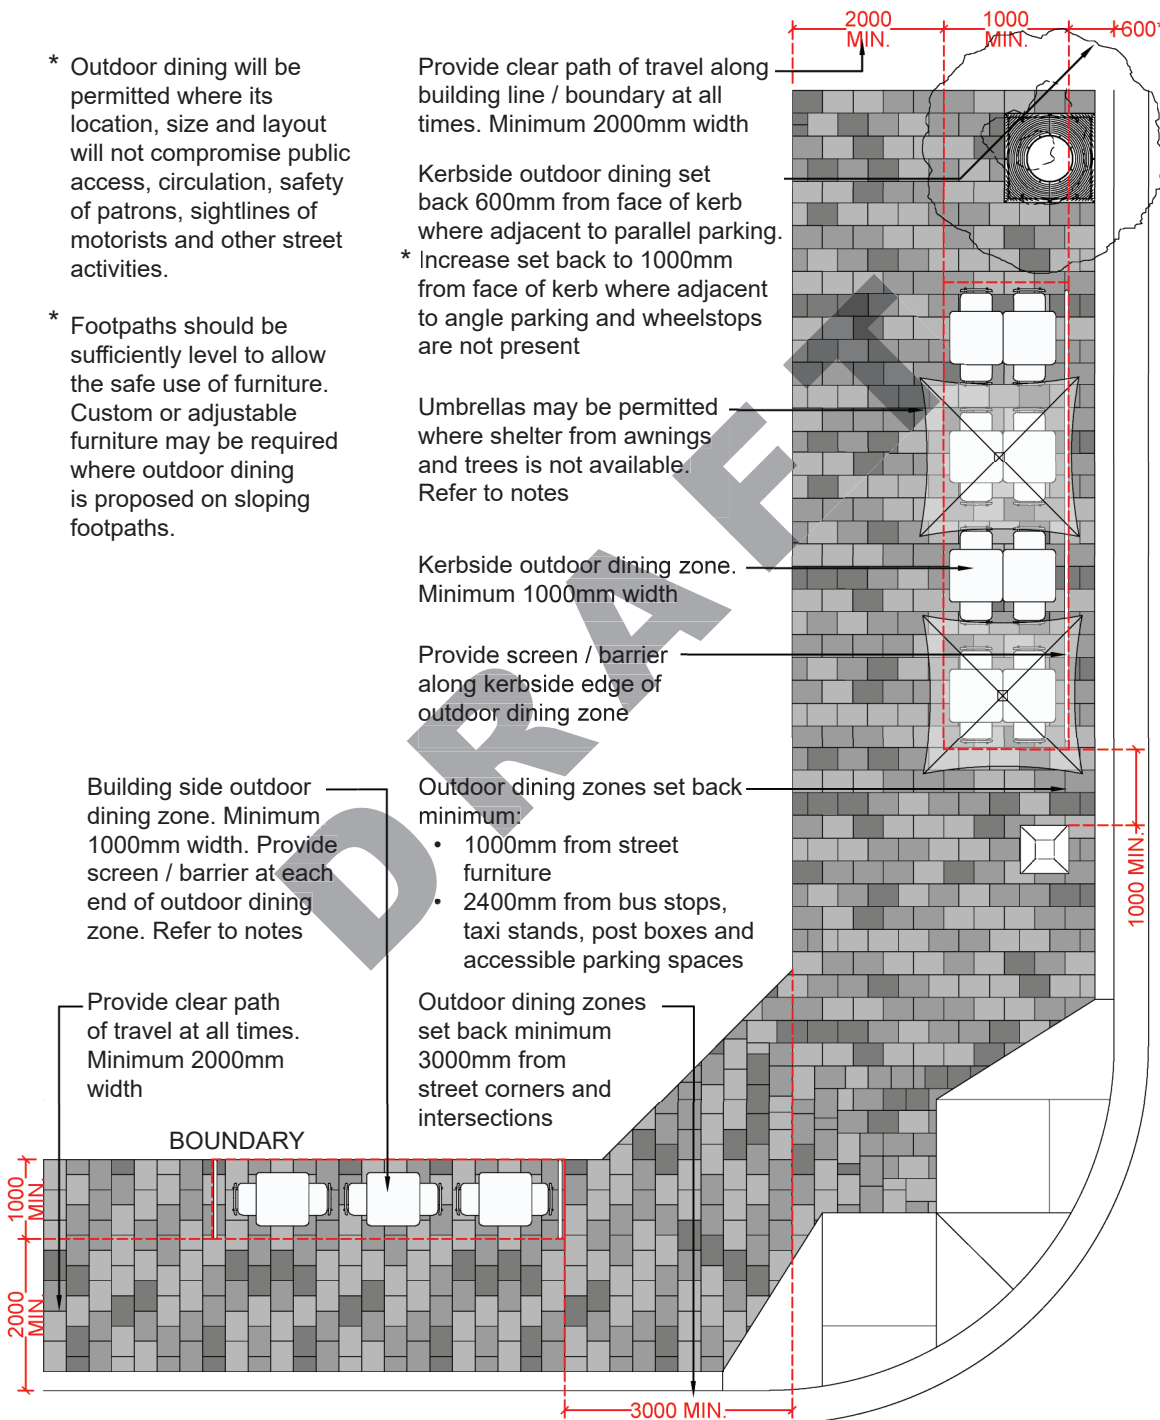 2000
MIN.
1000
MIN.
600*
* Outdoor dining will be
permitted where its
location, size and layout
will not compromise public
access, circulation, safety
of patrons, sightlines of
motorists and other street
activities.
* Footpaths should be
sufficiently level to allow
the safe use of furniture.
Custom or adjustable
furniture may be required
where outdoor dining
is proposed on sloping
footpaths.
Provide clear path of travel along
building line / boundary at all
times. Minimum 2000mm width
Kerbside outdoor dining set
back 600mm from face of kerb
where adjacent to parallel parking.
* Increase set back to 1000mm
from face of kerb where adjacent
to angle parking and wheelstops
are not present
Umbrellas may be permitted
where shelter from awnings
and trees is not available.
Refer to notes
Kerbside outdoor dining zone.
Minimum 1000mm width
Provide screen / barrier
along kerbside edge of
outdoor dining zone
Building side outdoor
dining zone. Minimum
1000mm width. Provide
screen / barrier at each
end of outdoor dining
zone. Refer to notes
Outdoor dining zones set back
minimum:
• 1000mm from street
furniture
• 2400mm from bus stops,
taxi stands, post boxes and
accessible parking spaces
1000 MIN.
Provide clear path
of travel at all times.
Minimum 2000mm
width
Outdoor dining zones
set back minimum
3000mm from
street corners and
intersections
BOUNDARY
1000
MIN.
2000
MIN.
3000 MIN.
DRAFT